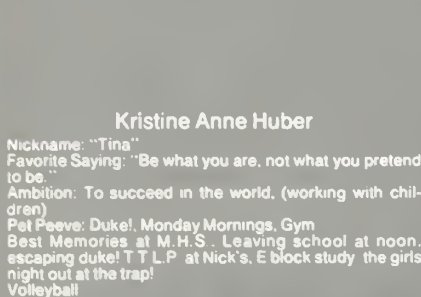 Kristine Anne Huber
Nickname: "Tina"
Favorite Saying: "Be what you are, not what you pretend
to be."
Ambition: To succeed in the world, (working with chil-
dren)
Pet Peeve: Duke!, Monday Mornings, Gym
Best Memories at M.H.S.. Leaving school at noon,
escaping duke! T T L.P at Nick's, E block study the girls
night out at the trap!
Volleyball